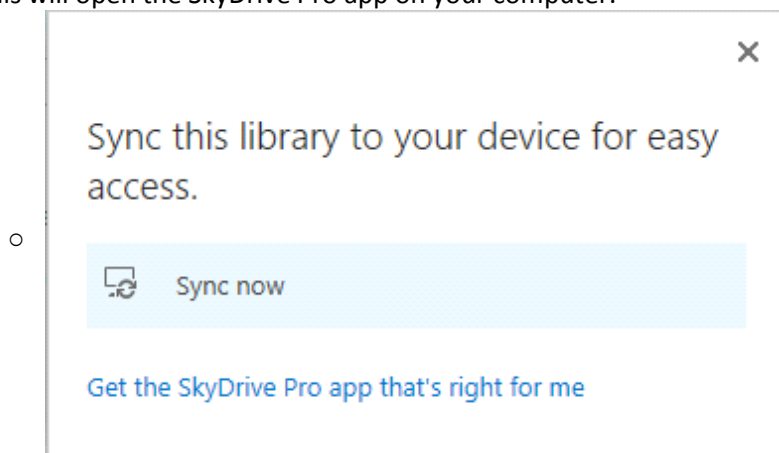 will open the SkyDrive Pro app on your computer.
Sync this library to your device for easy
access.
Sync now
Get the SkyDrive Pro app that's right for me